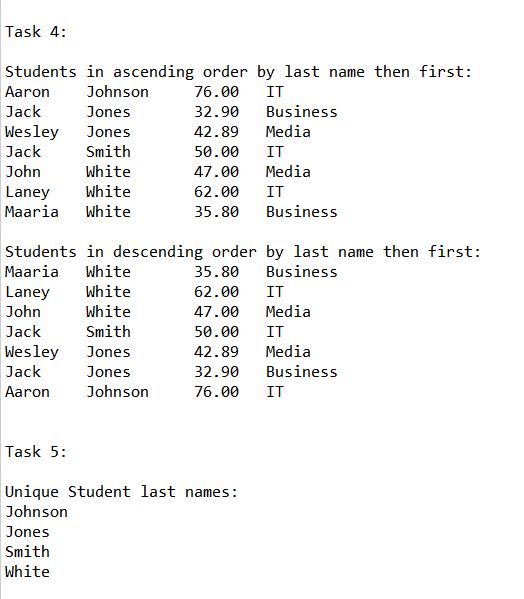 Task 4:
Students in ascending order by last name then first:
Aaron Johnson 76.00 IT
Jack Jones 32.90 Business
Wesley Jones 42.89 Media
Jack Smith 50.00 IT
John White 47.00 Media
Laney White 62.00 IT
Maaria White 35.80 Business
Students in descending order by last name then first:
Maaria White 35.80 Business
Laney White 62.00 IT
John White 47.00 Media
Jack Smith 50.00 IT
Wesley Jones 42.89 Media
Jack Jones 32.90 Business
Aaron Johnson 76.00 IT
Task 5:
Unique Student last names:
Johnson
Jones
Smith
White